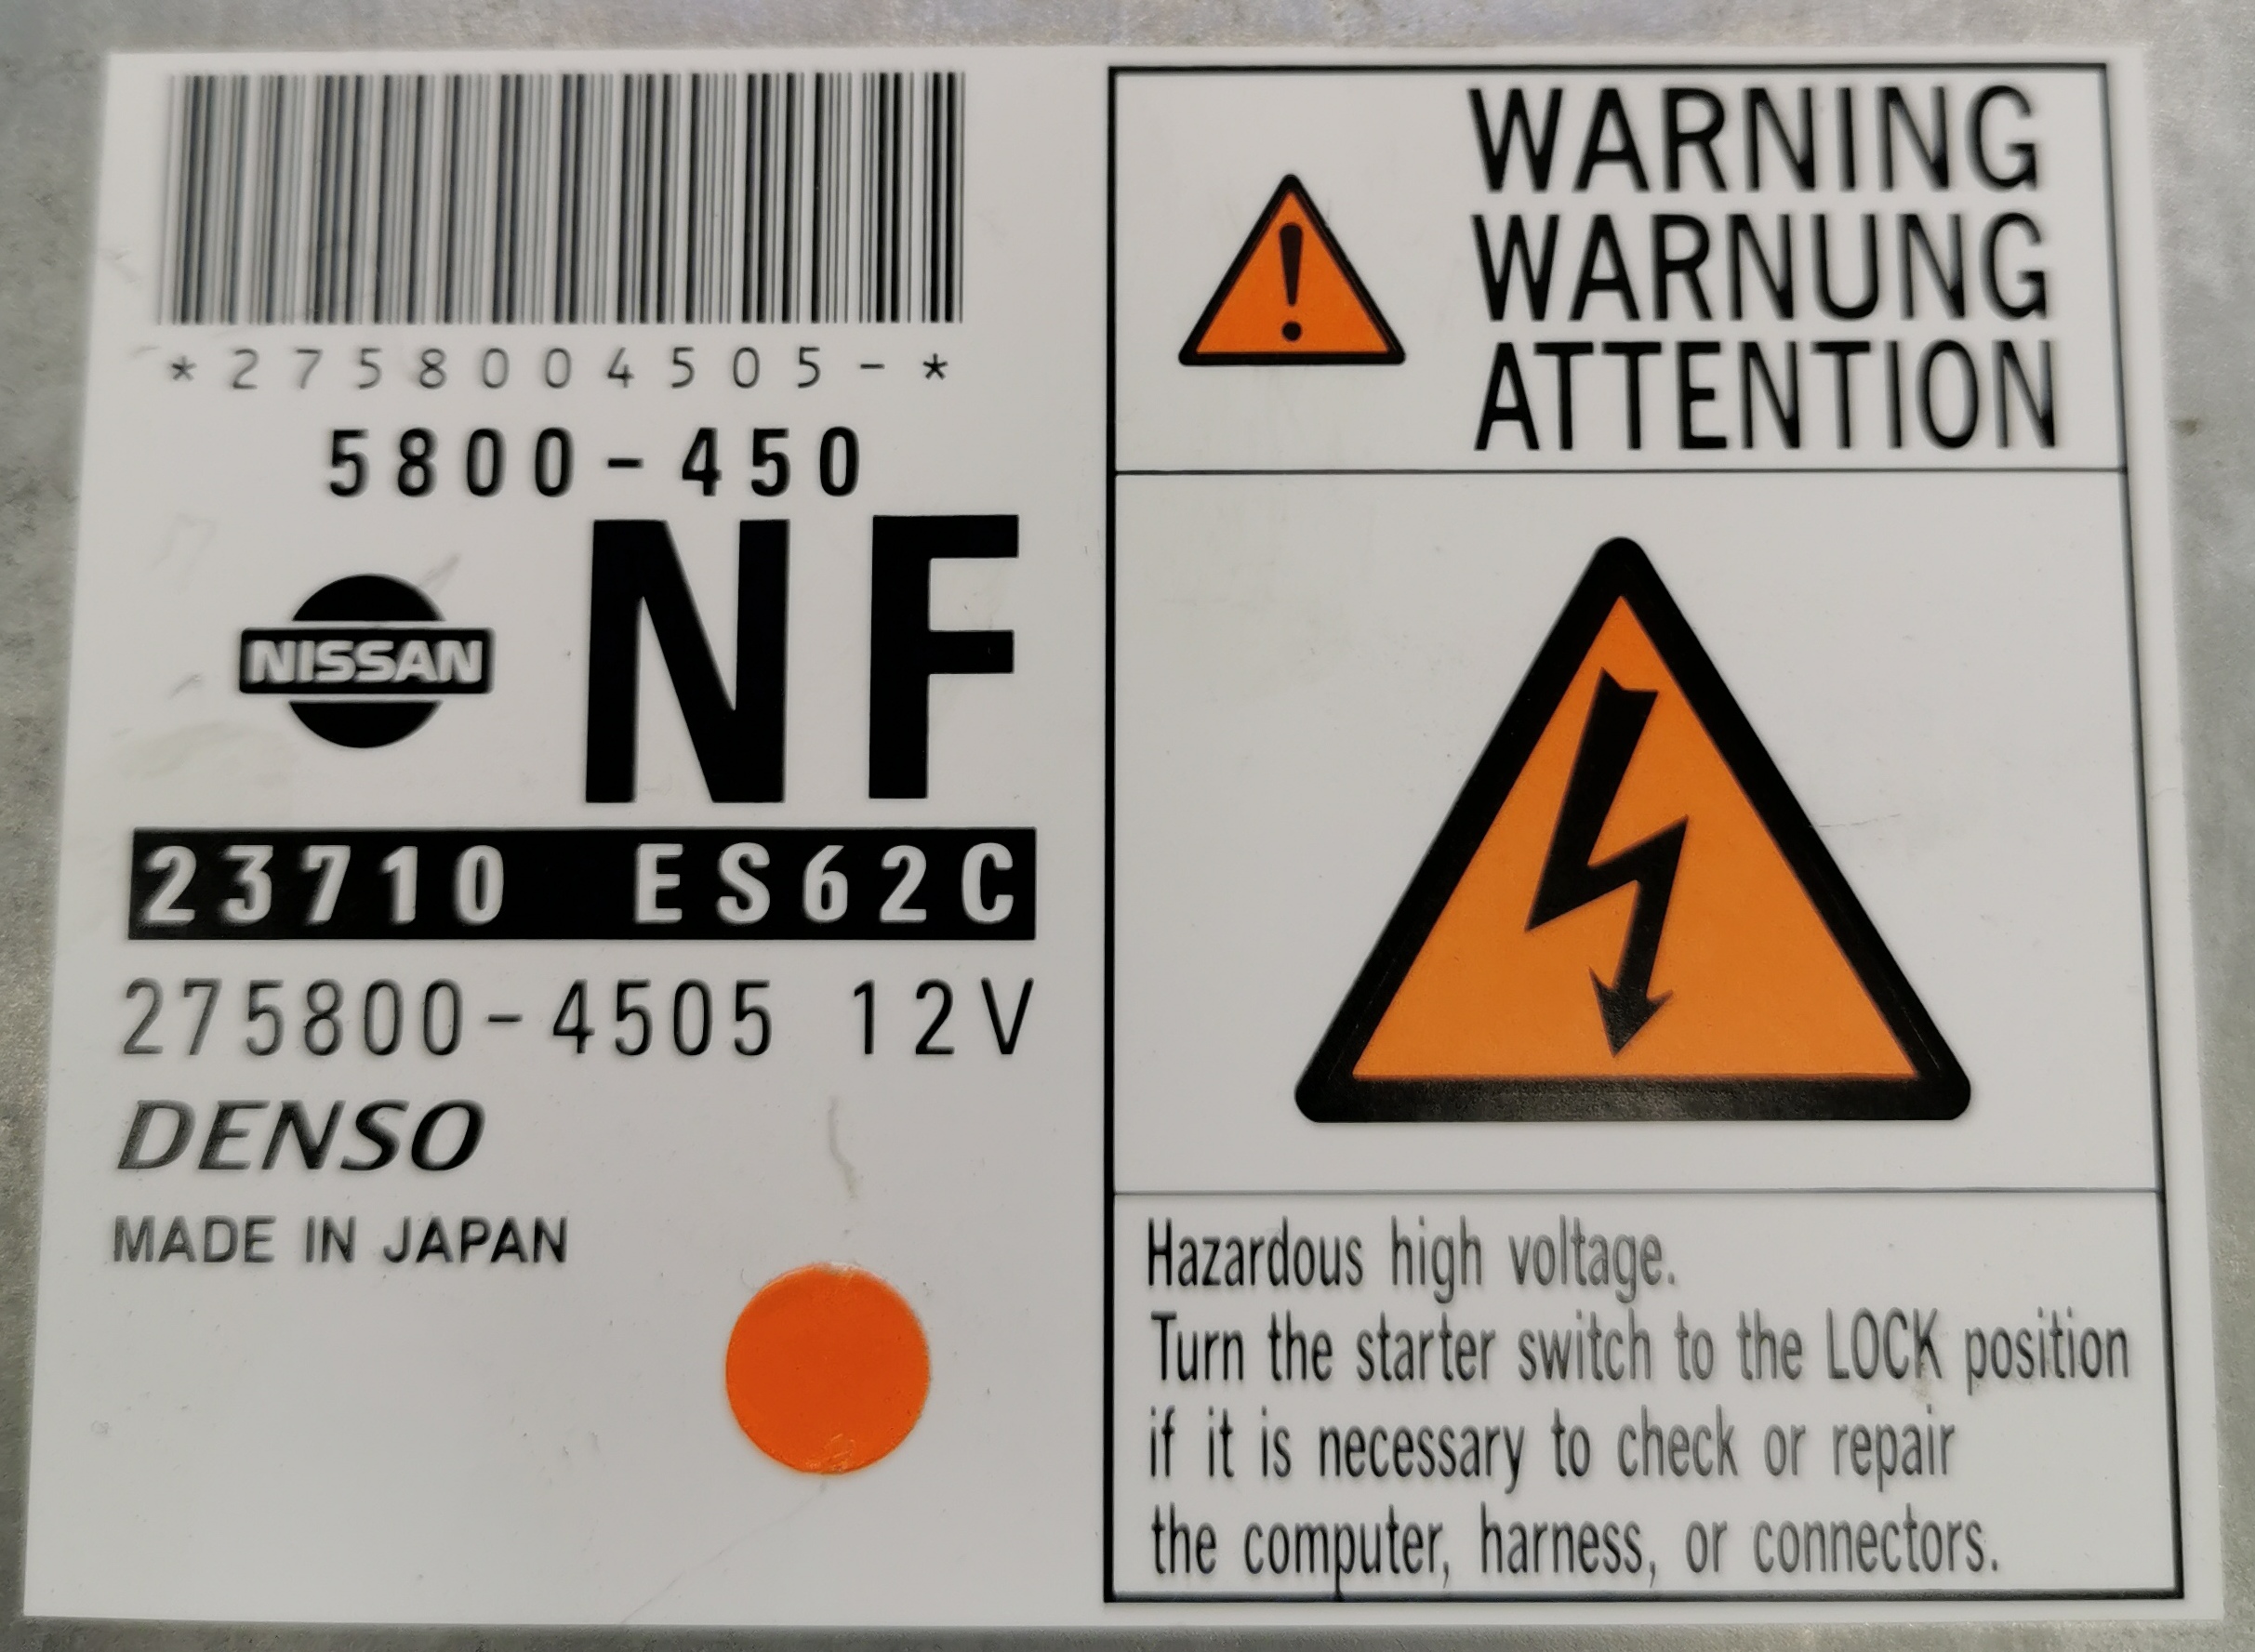 *2758004505-*
5800-450
NISSAN
NF
23710 ES62C
275800-4505 12V
DENSO
MADE IN JAPAN
WARNING
WARNUNG
ATTENTION
Hazardous high voltage.
Turn the starter switch to the LOCK position
if it is necessary to check or repair
the computer, harness, or connectors.